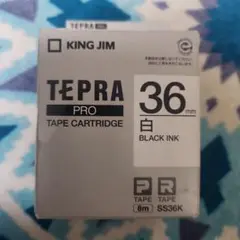 TEPRA
KING JIM
TEPRA
PRO
TAPE CARTRIDGE
36mm
白
BLACK INK
P R
TAPE TAPE
8m SS36K